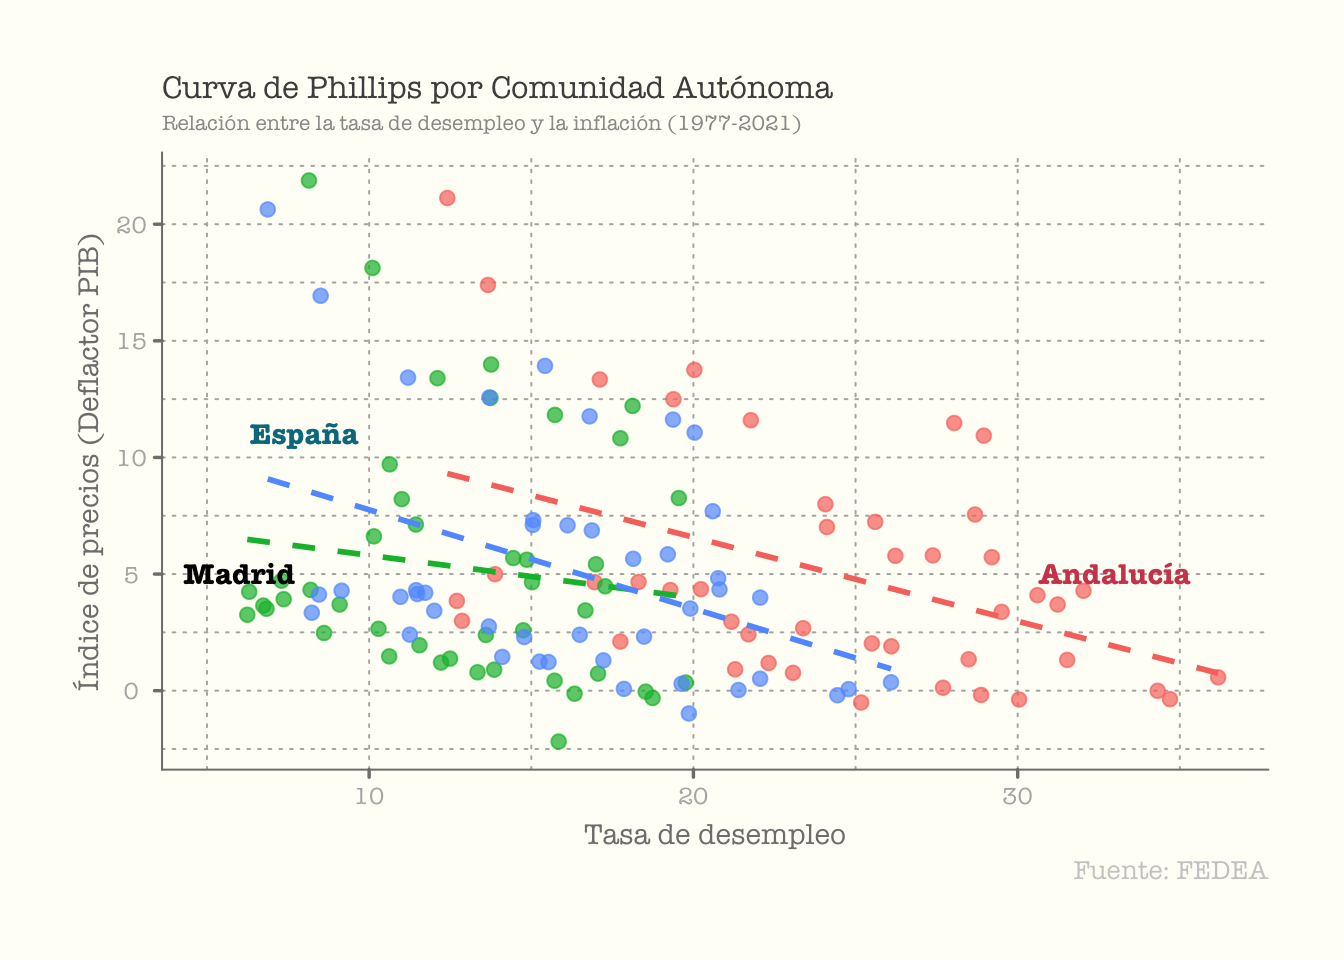 Curva de Phillips por Comunidad Autónoma
Relación entre la tasa de desempleo y la inflación (1977-2021)
Índice de precios (Deflactor PIB)
20
15
10
5
0
España
Madrid
Andalucía
10
20
30
Tasa de desempleo
Fuente: FEDEA